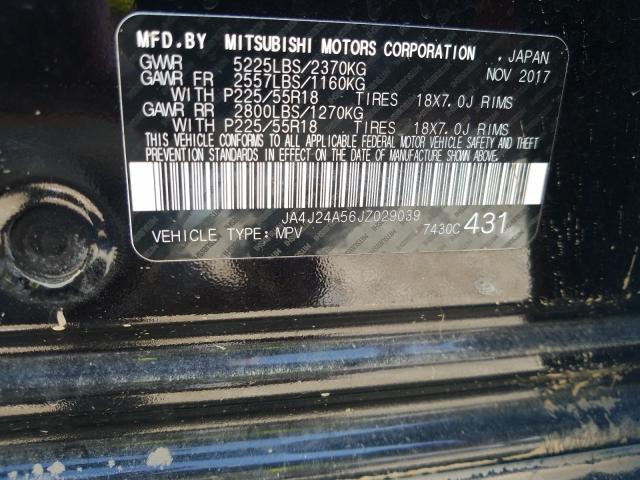 MFD.BY MITSUBISHI MOTORS CORPORATION , JAPAN
GVWR 5225LBS/2370KG NOV 2017
GAWR FR 2557LBS/1160KG
WITH P225/55R18 TIRES 18X7.0J RIMS
GAWR RR 2800LBS/1270KG
WITH P225/55R18 TIRES 18X7.0J RIMS
THIS VEHICLE CONFORMS TO ALL APPLICABLE FEDERAL MOTOR VEHICLE SAFETY AND THEFT
PREVENTION STANDARDS IN EFFECT ON THE DATE OF MANUFACTURE SHOWN ABOVE.
JA4J24A56JZ029039
VEHICLE TYPE: MPV 7430C 431